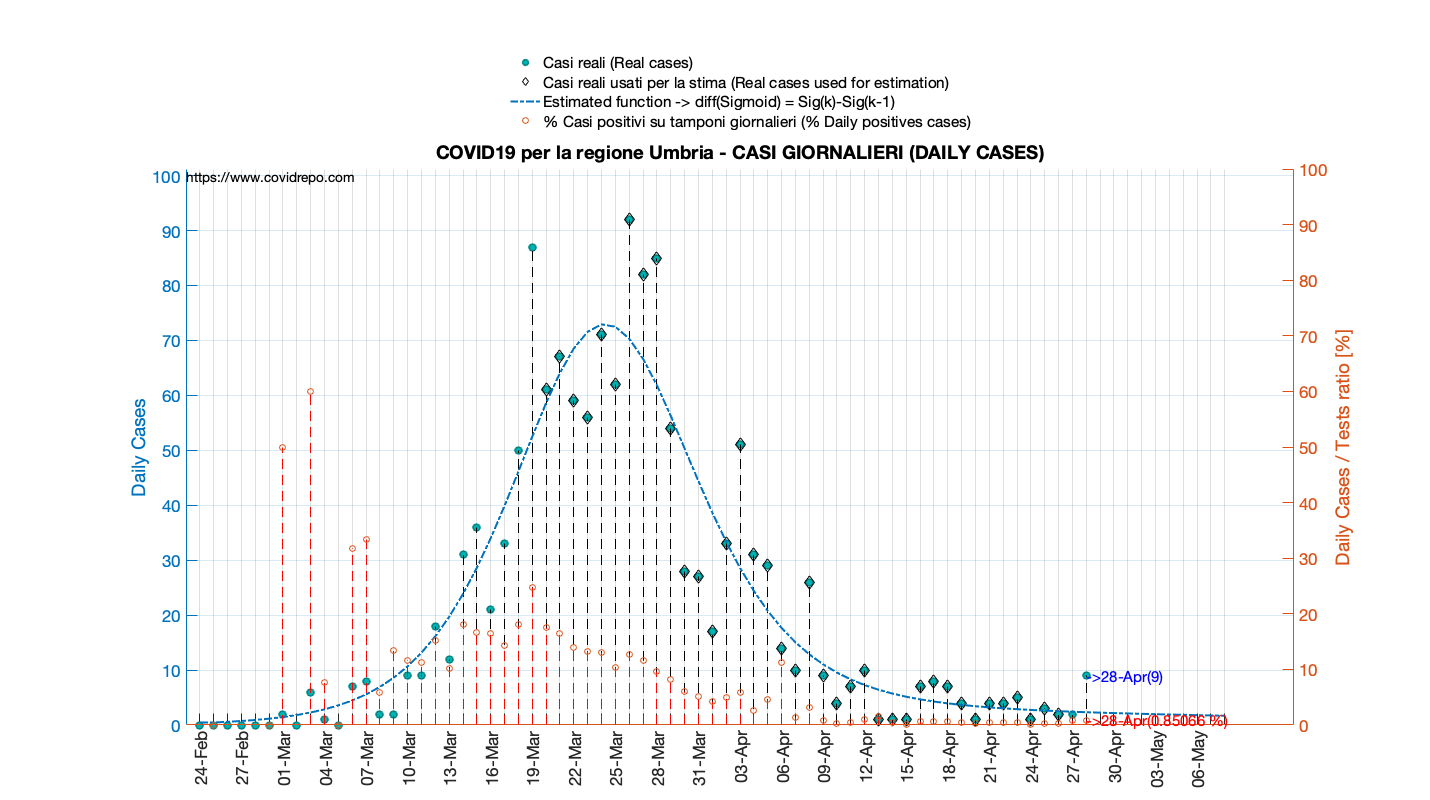 Casi reali (Real cases)
Casi reali usati per la stima (Real cases used for estimation)
Estimated function -> diff(Sigmoid) = Sig(k)-Sig(k-1)
% Casi positivi su tamponi giornalieri (% Daily positives cases)
COVID19 per la regione Umbria - CASI GIORNALIERI (DAILY CASES)
https://www.covidrepo.com
Daily Cases
100
90
80
70
60
50
40
30
20
10
0
Daily Cases / Tests ratio [%]
100
90
80
70
60
50
40
30
20
10
0
->28-Apr(9)
->28-Apr(0.85066 %)
24-Feb
27-Feb
01-Mar
04-Mar
07-Mar
10-Mar
13-Mar
16-Mar
19-Mar
22-Mar
25-Mar
28-Mar
31-Mar
03-Apr
06-Apr
09-Apr
12-Apr
15-Apr
18-Apr
21-Apr
24-Apr
27-Apr
30-Apr
03-May
06-May